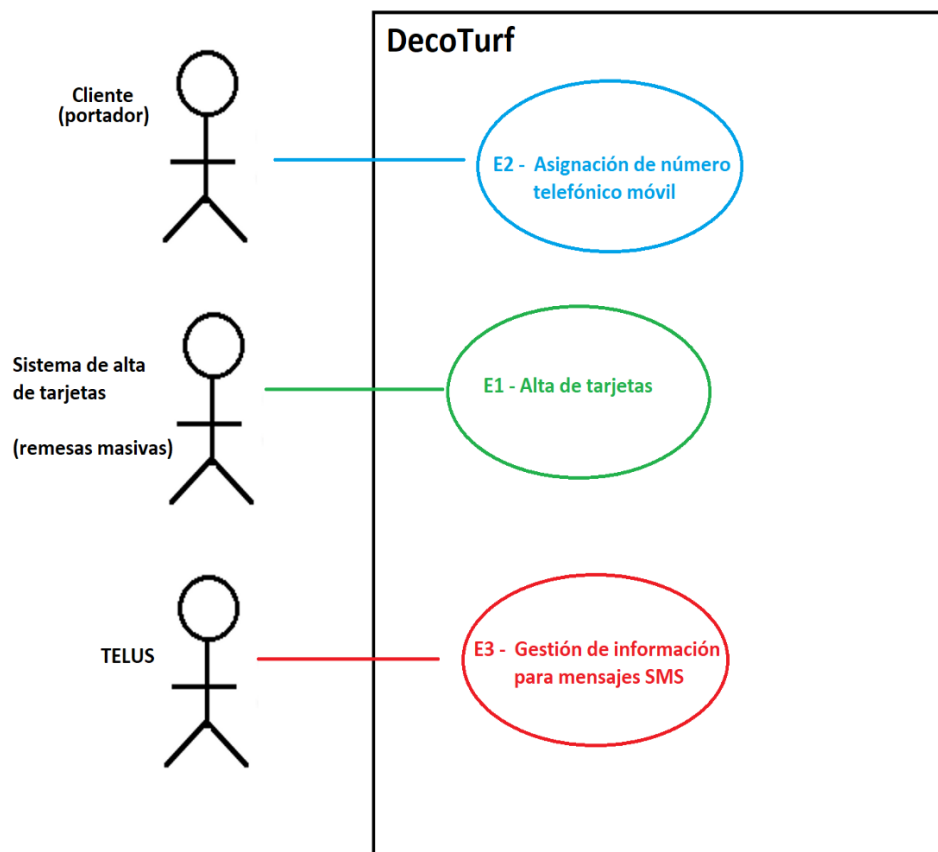 DecoTurf
Cliente
(portador)
E2 - Asignación de número
telefónico móvil
Sistema de alta
de tarjetas
(remesas masivas)
E1 - Alta de tarjetas
TELUS
E3 - Gestión de información
para mensajes SMS